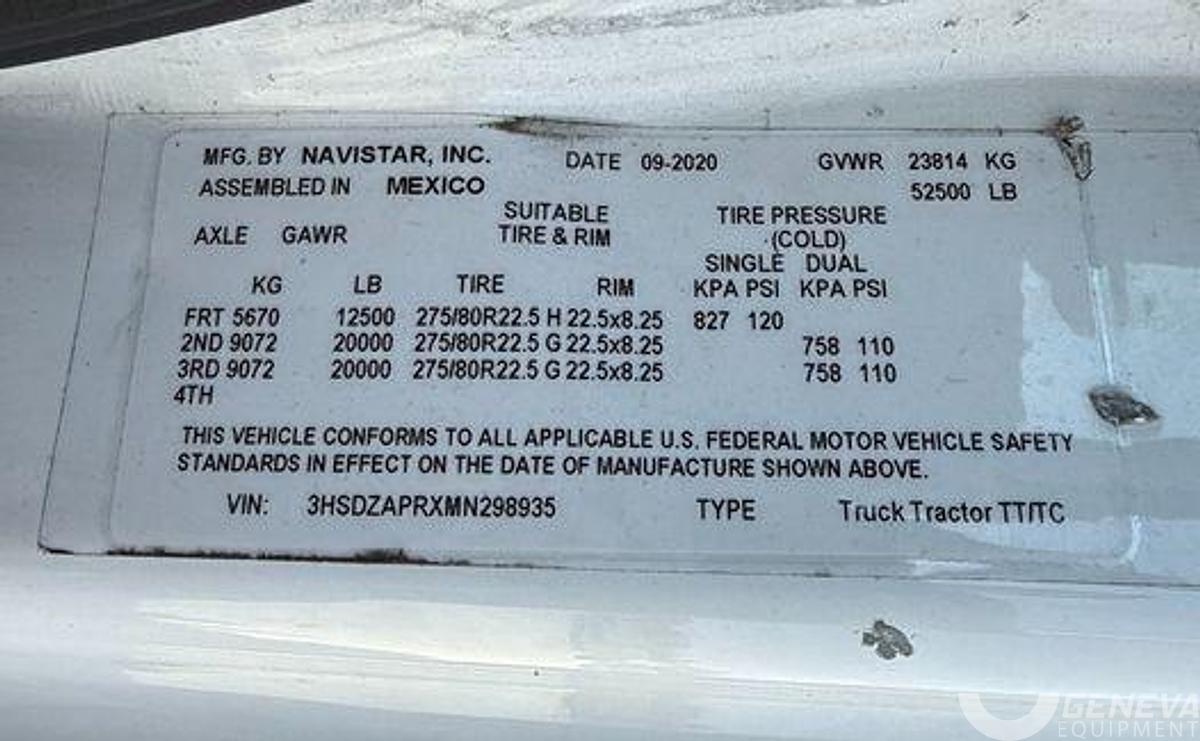 MFG. BY NAVISTAR, INC. DATE 09-2020 GVWR 23814 KG
ASSEMBLED IN MEXICO 52500 LB
AXLE GAWR SUITABLE TIRE & RIM TIRE PRESSURE (COLD)
SINGLE DUAL
KG LB TIRE RIM KPA PSI KPA PSI
FRT 5670 12500 275/80R22.5 H 22.5x8.25 827 120
2ND 9072 20000 275/80R22.5 G 22.5x8.25 758 110
3RD 9072 20000 275/80R22.5 G 22.5x8.25 758 110
4TH
THIS VEHICLE CONFORMS TO ALL APPLICABLE U.S. FEDERAL MOTOR VEHICLE SAFETY
STANDARDS IN EFFECT ON THE DATE OF MANUFACTURE SHOWN ABOVE.
VIN: 3HSDZAPRXMN298935 TYPE Truck Tractor TT/TC
GENEVA
EQUIPMENT